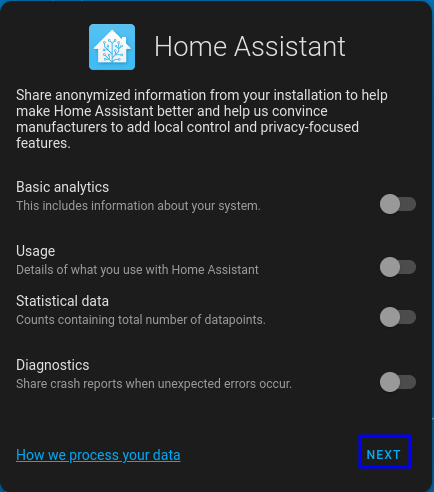 Home Assistant
Share anonymized information from your installation to help
make Home Assistant better and help us convince
manufacturers to add local control and privacy-focused
features.
Basic analytics
This includes information about your system.
Usage
Details of what you use with Home Assistant
Statistical data
Counts containing total number of datapoints.
Diagnostics
Share crash reports when unexpected errors occur.
How we process your data
NEXT